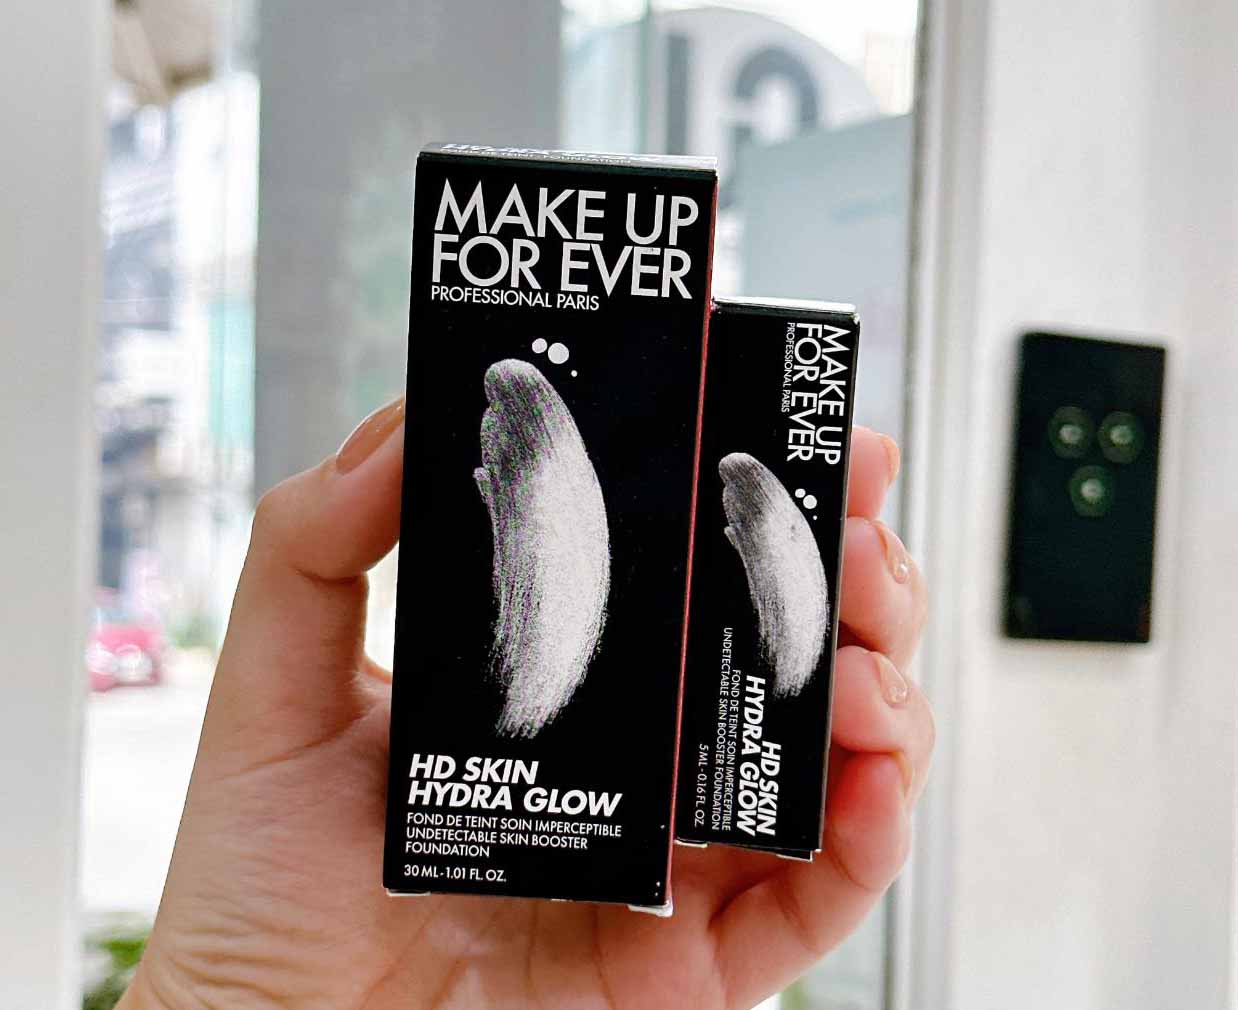 MAKE UP
FOR EVER
PROFESSIONAL PARIS
HD SKIN
HYDRA GLOW
FOND DE TEINT SOIN IMPERCEPTIBLE
UNDETECTABLE SKIN BOOSTER
FOUNDATION
30 ML - 1.01 FL. OZ.
MAKE UP
FOR EVER
PROFESSIONAL PARIS
HD SKIN
HYDRA GLOW
FOND DE TEINT SOIN IMPERCEPTIBLE
UNDETECTABLE SKIN BOOSTER FOUNDATION
5 ML - 0.16 FL. OZ